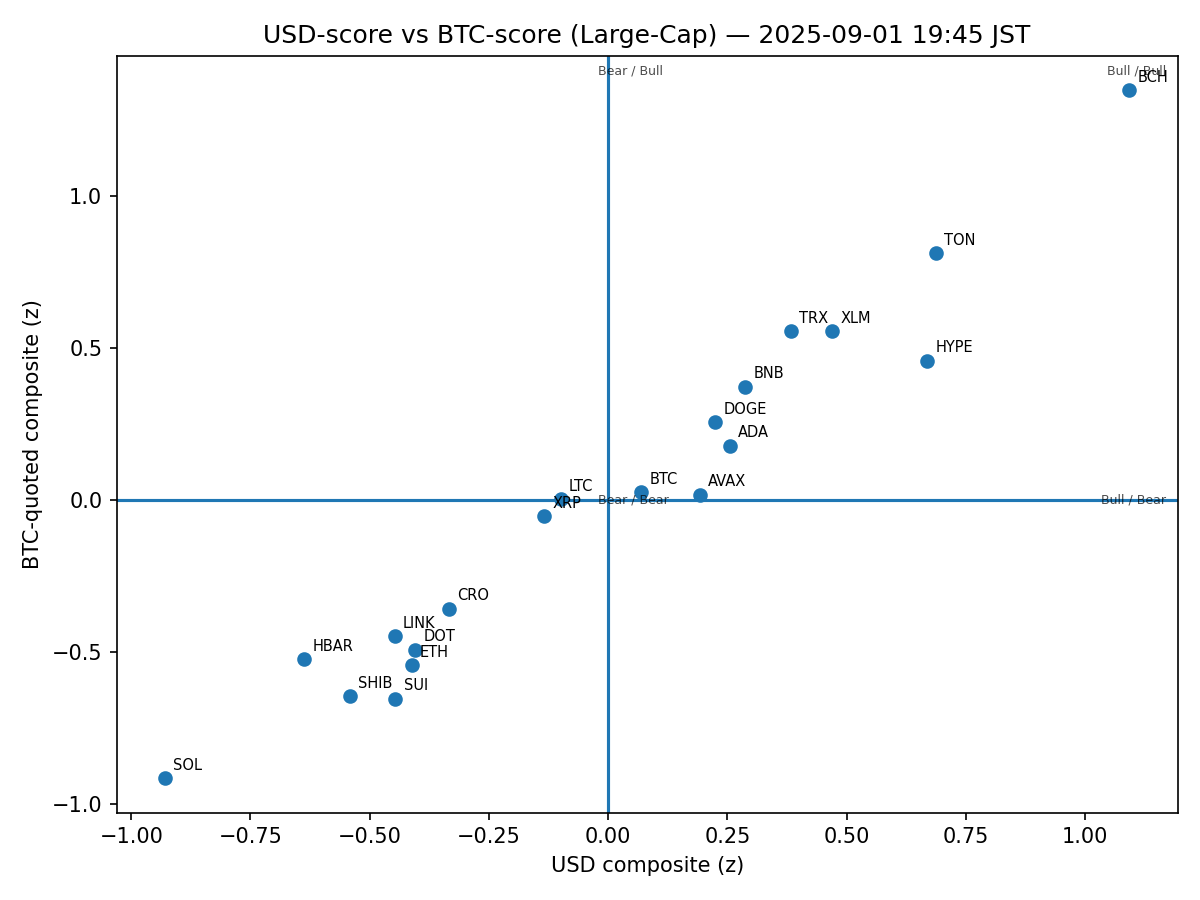 USD-score vs BTC-score (Large-Cap) — 2025-09-01 19:45 JST
Bear / Bull
Bull / Bull
BCH
1.0
TON
TRX
XLM
0.5
HYPE
BNB
DOGE
ADA
LTC
BTC
AVAX
0.0
XRP
Bear / Bear
Bull / Bear
BTC-quoted composite (z)
CRO
LINK
DOT
HBAR
ETH
−0.5
SHIB
SUI
SOL
−1.0
−1.00 −0.75 −0.50 −0.25 0.00 0.25 0.50 0.75 1.00
USD composite (z)